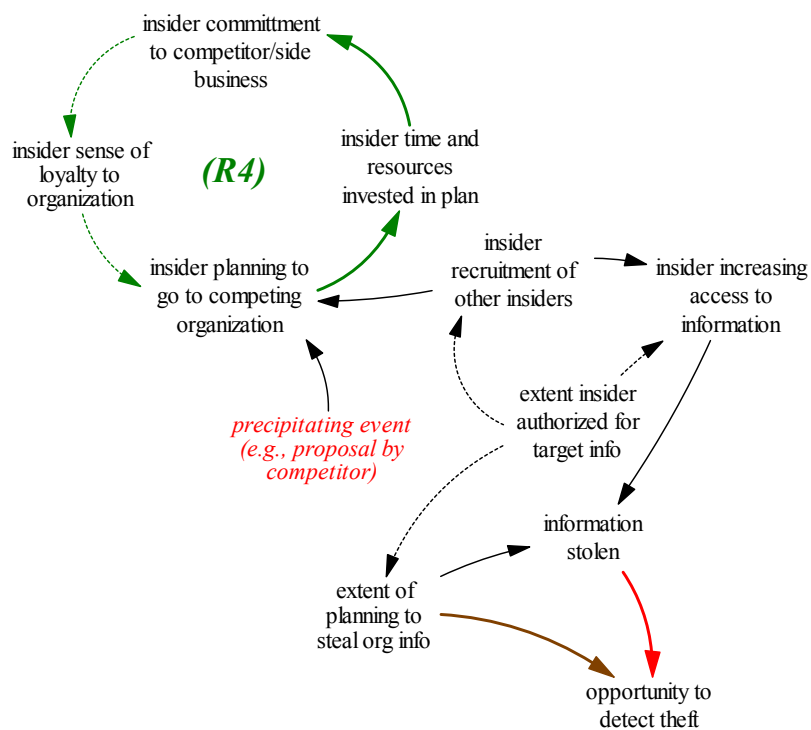 insider committment
to competitor/side
business
insider sense of
loyalty to
organization
(R4)
insider time and
resources
invested in plan
insider planning to
go to competing
organization
insider
recruitment of
other insiders
insider increasing
access to
information
precipitating event
(e.g., proposal by
competitor)
extent insider
authorized for
target info
information
stolen
extent of
planning to
steal org info
opportunity to
detect theft